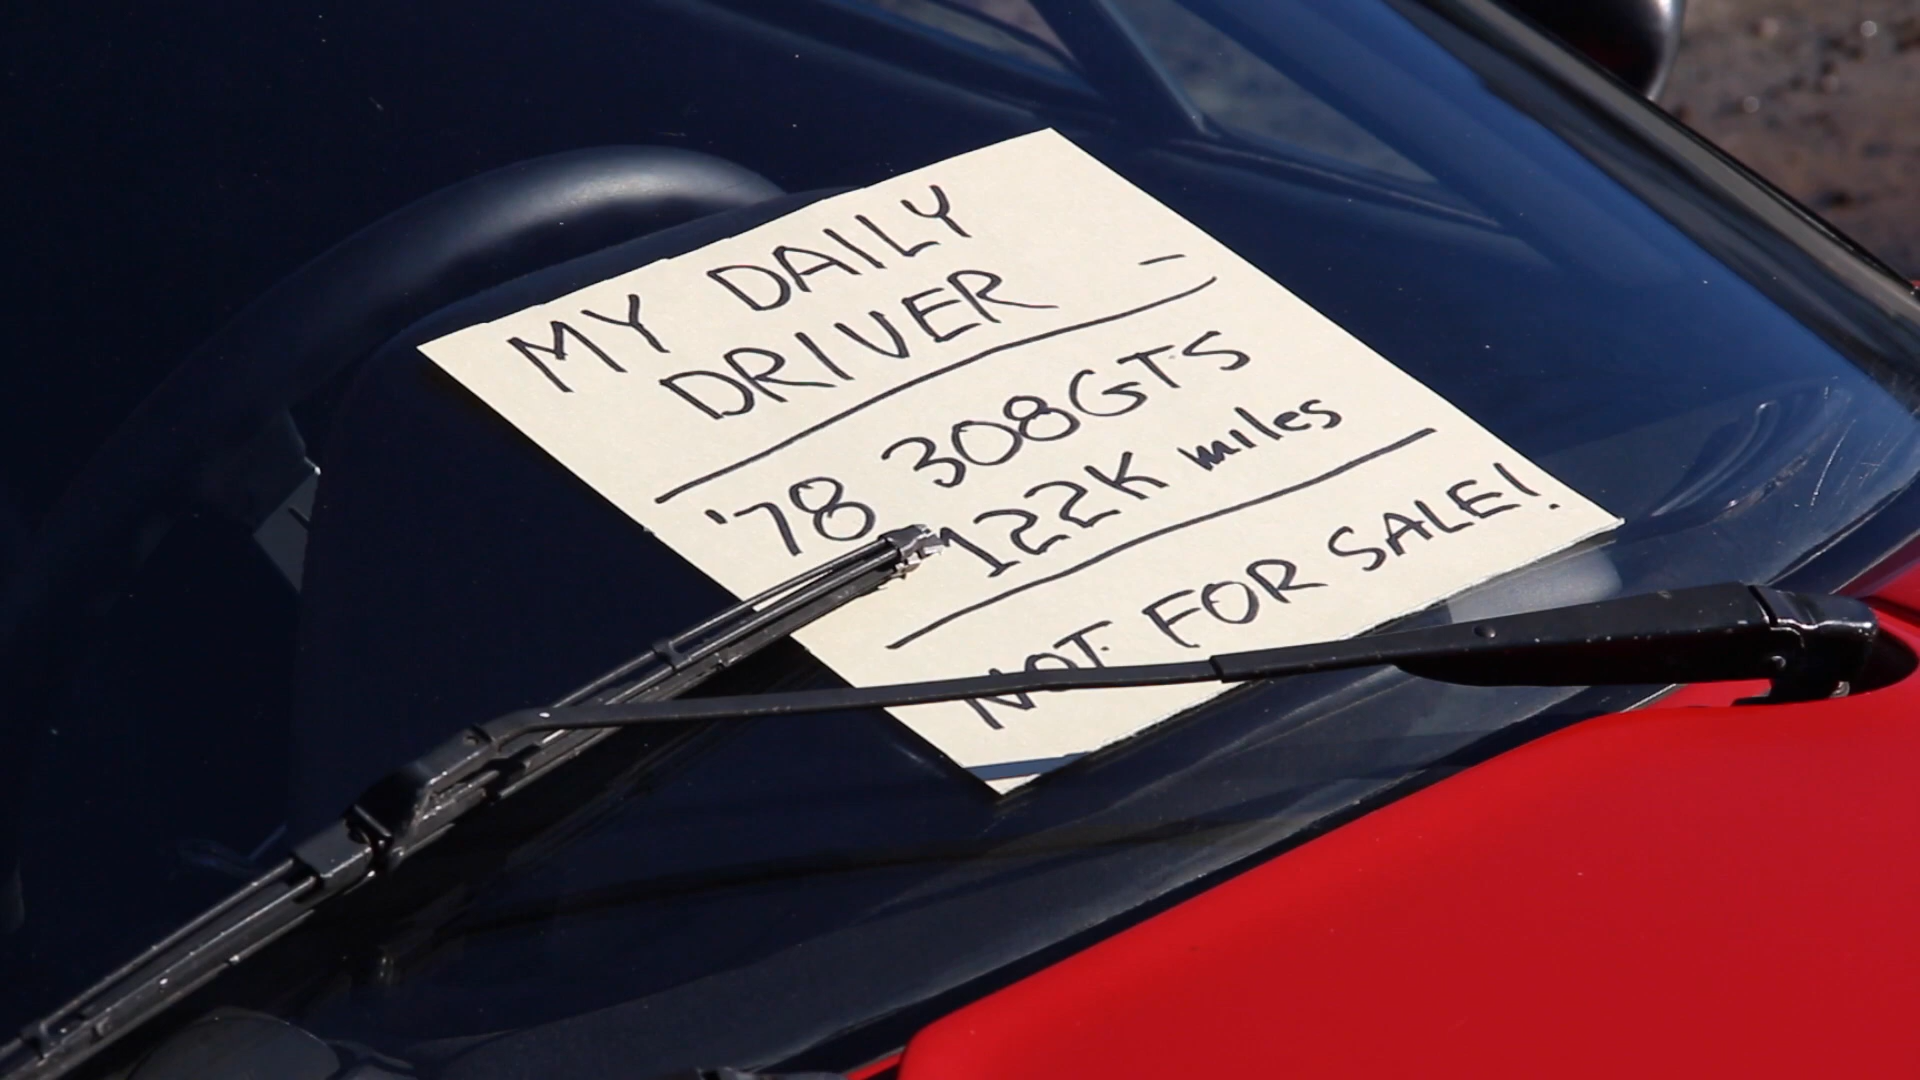 MY DAILY
DRIVER
'78 308GTS
122K miles
NOT FOR SALE!